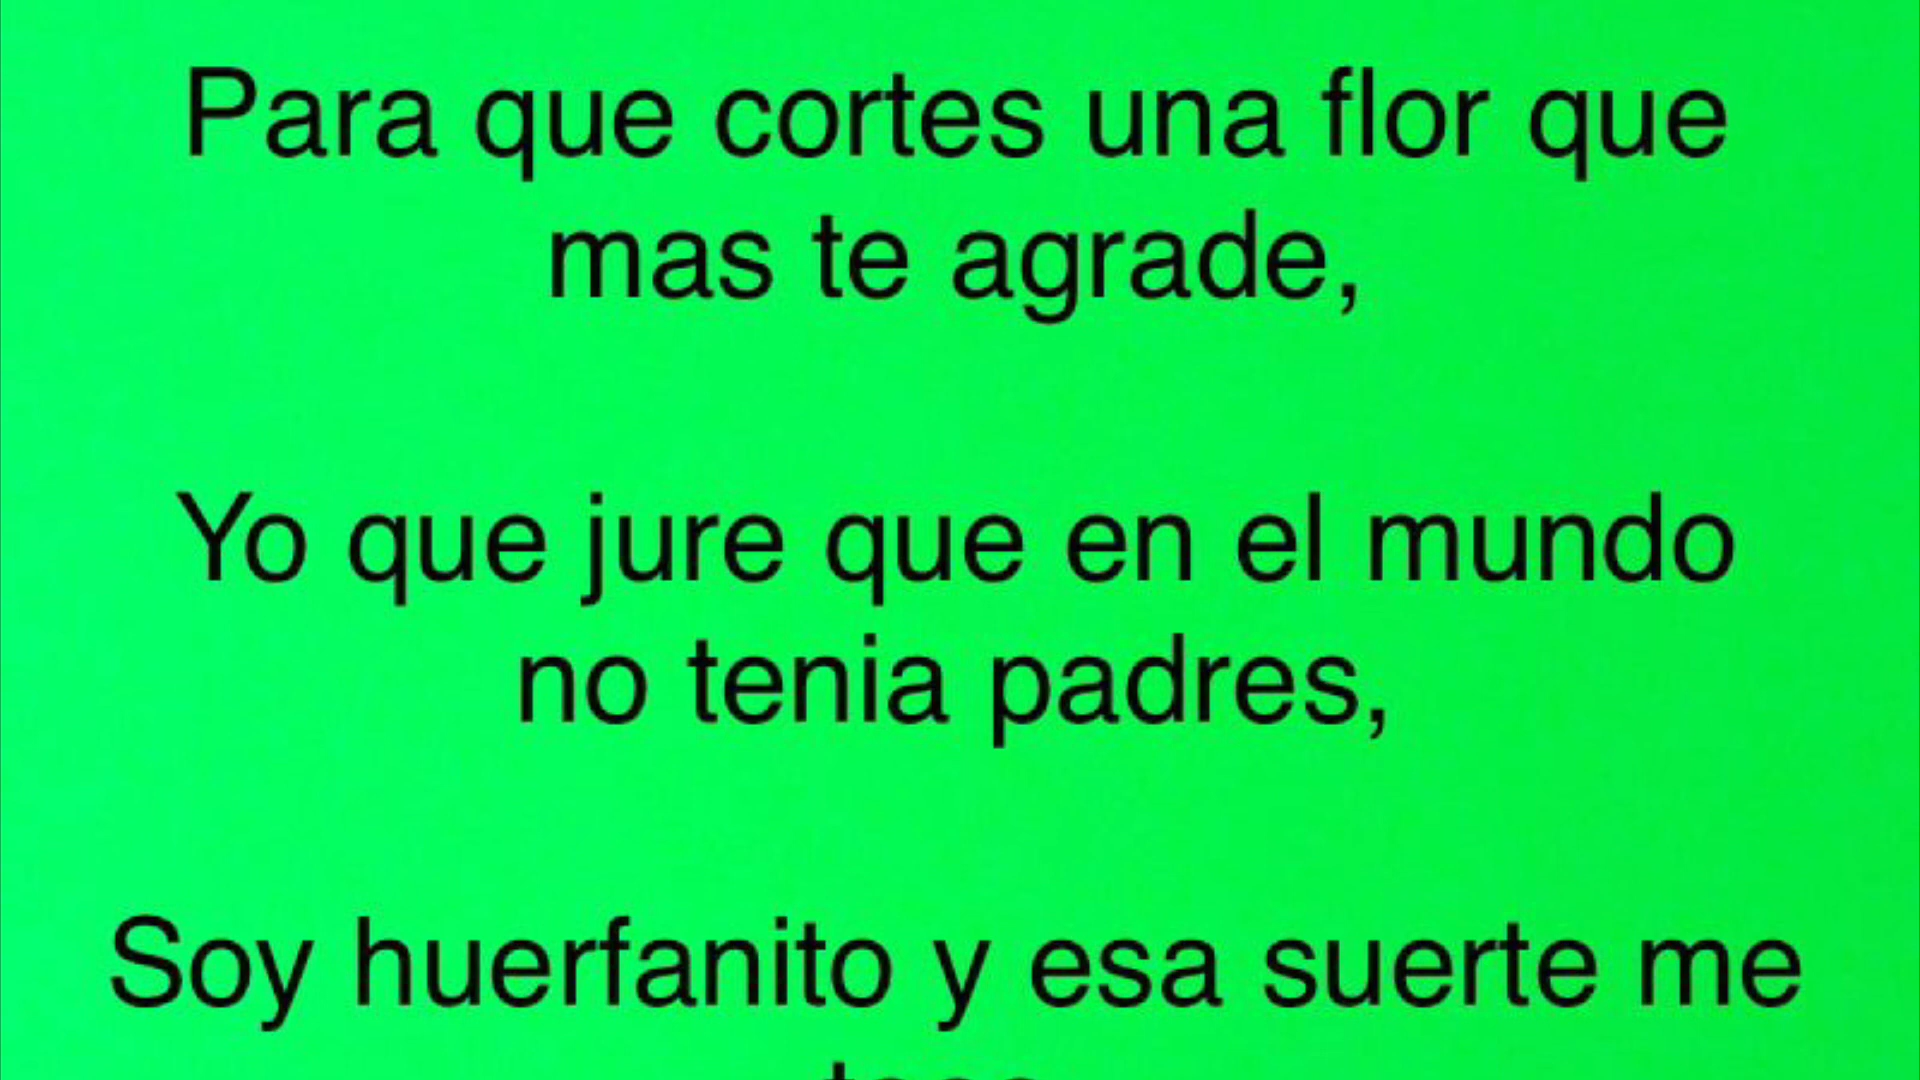 Para que cortes una flor que
mas te agrade,
Yo que jure que en el mundo
no tenia padres,
Soy huerfanito y esa suerte me